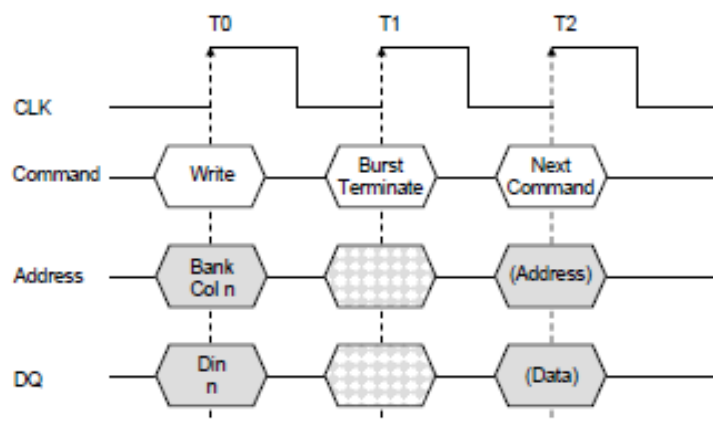 T0 T1 T2
CLK
Command Write Burst Terminate Next Command
Address Bank Col n (Address)
DQ Din n (Data)